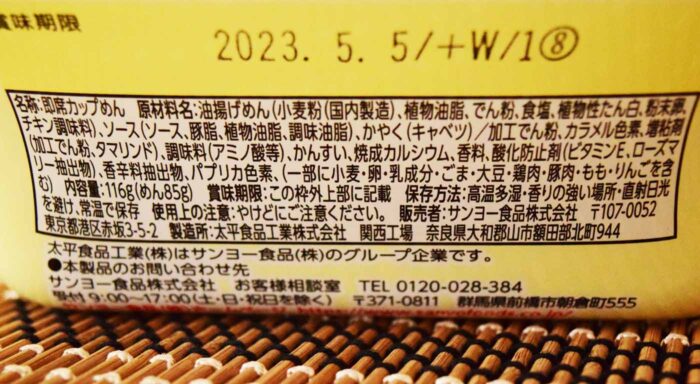 賞味期限
2023. 5. 5/+W/1⑧
名称:即席カップめん 原材料名:油揚げめん(小麦粉(国内製造)、植物油脂、でん粉、食塩、植物性たん白、粉末卵、
チキン調味料)、ソース(ソース、豚脂、植物油脂、調味油脂)、かやく(キャベツ)/加工でん粉、カラメル色素、増粘剤
(加工でん粉、タマリンド)、調味料(アミノ酸等)、かんすい、焼成カルシウム、香料、酸化防止剤(ビタミンE、ローズマ
リー抽出物)、香辛料抽出物、パプリカ色素、(一部に小麦・卵・乳成分・ごま・大豆・鶏肉・豚肉・もも・りんごを含
む) 内容量:116g(めん85g) 賞味期限:この枠外上部に記載 保存方法:高温多湿・香りの強い場所・直射日光
を避け、常温で保存 使用上の注意:やけどにご注意。 販売者:サンヨー食品株式会社 〒107-0052
東京都港区赤坂3-5-2 製造所:太平食品工業株式会社 関西工場 奈良県大和郡山市額田部北町944
太平食品工業(株)はサンヨー食品(株)のグループ企業です。
●本製品のお問い合わせ先
サンヨー食品株式会社 お客様相談室 TEL 0120-028-384
受付 9:00〜17:00(土・日・祝日を除く) 〒371-0811 群馬県前橋市朝倉町555